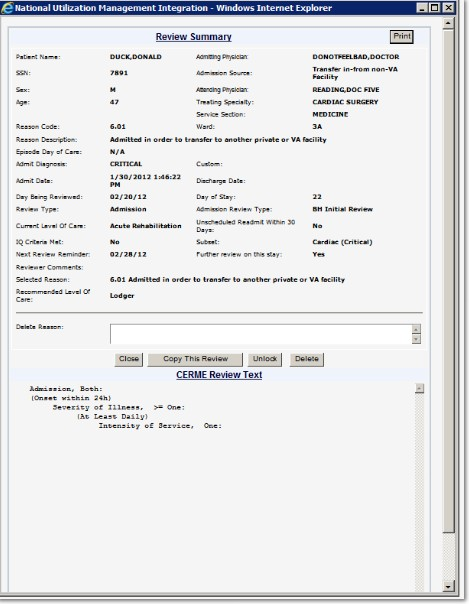 National Utilization Management Integration - Windows Internet Explorer
Review Summary
Print
Patient Name: DUCK,DONALD Admitting Physician: DONOTFEELBAD,DOCTOR
SSN: 7891 Admission Source: Transfer in-from non-VA Facility
Sex: M Attending Physician: READING,DOC FIVE
Age: 47 Treating Specialty: CARDIAC SURGERY
Service Section: MEDICINE
Reason Code: 6.01 Ward: 3A
Reason Description: Admitted in order to transfer to another private or VA facility
Episode Day of Care: N/A
Admit Diagnosis: CRITICAL Custom:
Admit Date: 1/30/2012 1:46:22 PM Discharge Date:
Day Being Reviewed: 02/20/12 Day of Stay: 22
Review Type: Admission Admission Review Type: BH Initial Review
Current Level Of Care: Acute Rehabilitation Unscheduled Readmit Within 30 Days: No
IQ Criteria Met: No Subset: Cardiac (Critical)
Next Review Reminder: 02/28/12 Further review on this stay: Yes
Reviewer Comments:
Selected Reason: 6.01 Admitted in order to transfer to another private or VA facility
Recommended Level Of Care: Lodger
Delete Reason:
Close Copy This Review Unlock Delete
CERME Review Text
Admission, Both:
(Onset within 24h)
Severity of Illness, >= One:
(At Least Daily)
Intensity of Service, One: